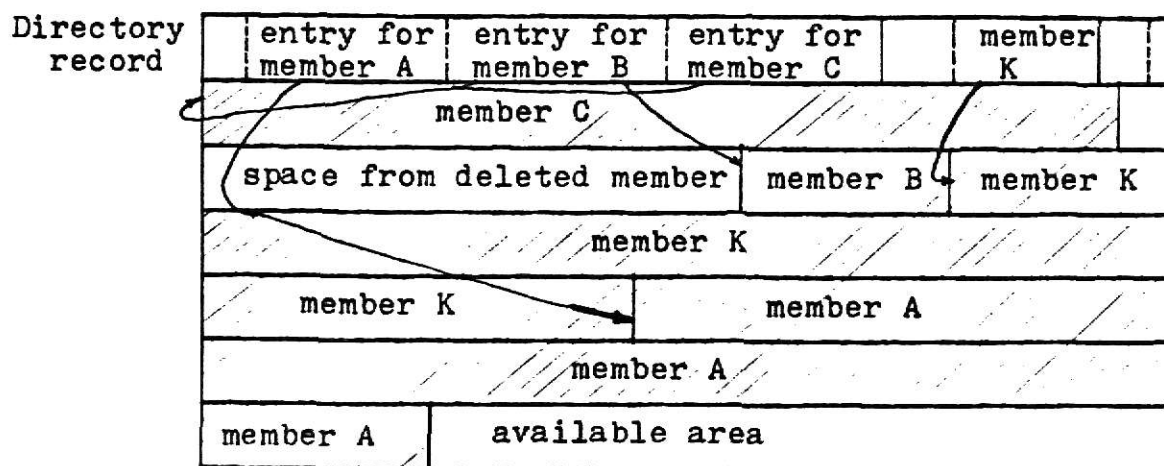 Directory record
entry for member A
entry for member B
entry for member C
member K
member C
space from deleted member
member B
member K
member K
member K
member A
member A
member A
available area